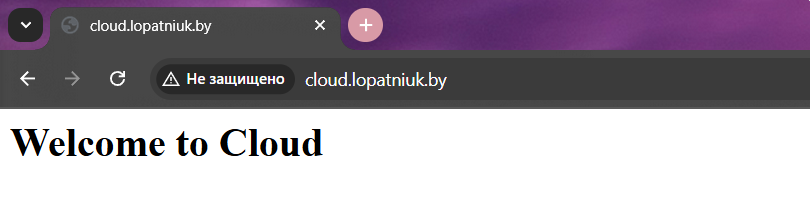 cloud.lopatniuk.by
Не защищено cloud.lopatniuk.by
Welcome to Cloud